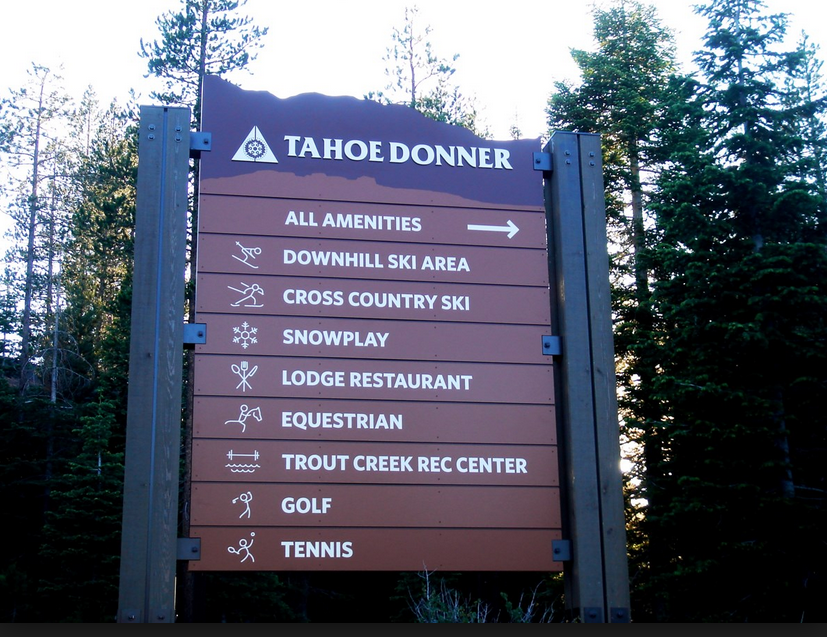 TAHOE DONNER
ALL AMENITIES
DOWNHILL SKI AREA
CROSS COUNTRY SKI
SNOWPLAY
LODGE RESTAURANT
EQUESTRIAN
TROUT CREEK REC CENTER
GOLF
TENNIS